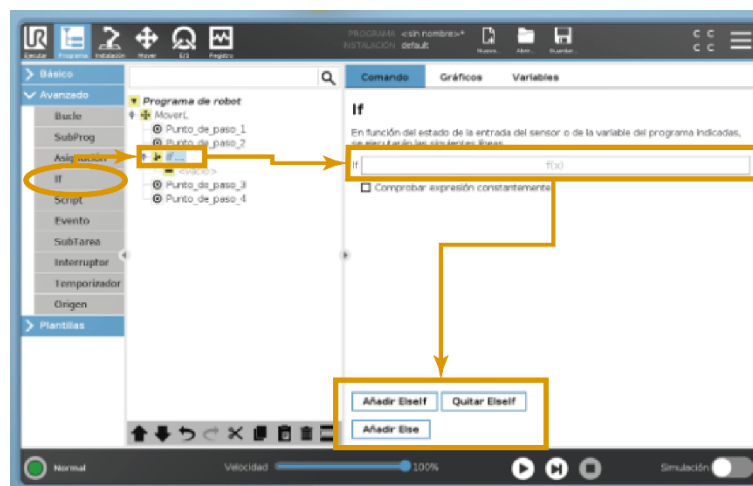 PROGRAMA <sin nombre>*
INSTALACIÓN default
Ejecutar Programa Instalación Mover E/S Registro
Nuevo... Abrir... Guardar...
C C
C C
Básico
Avanzado
Bucle
SubProg
Asignación
If
Script
Evento
SubTarea
Interruptor
Temporizador
Origen
Plantillas
Programa de robot
MoverL
Punto_de_paso_1
Punto_de_paso_2
If...
<vacío>
Punto_de_paso_3
Punto_de_paso_4
Comando Gráficos Variables
If
En función del estado de la entrada del sensor o de la variable del programa indicadas,
se ejecutarán las siguientes líneas.
If f(x)
Comprobar expresión constantemente
Añadir ElseIf Quitar ElseIf
Añadir Else
Normal Velocidad 100% Simulación